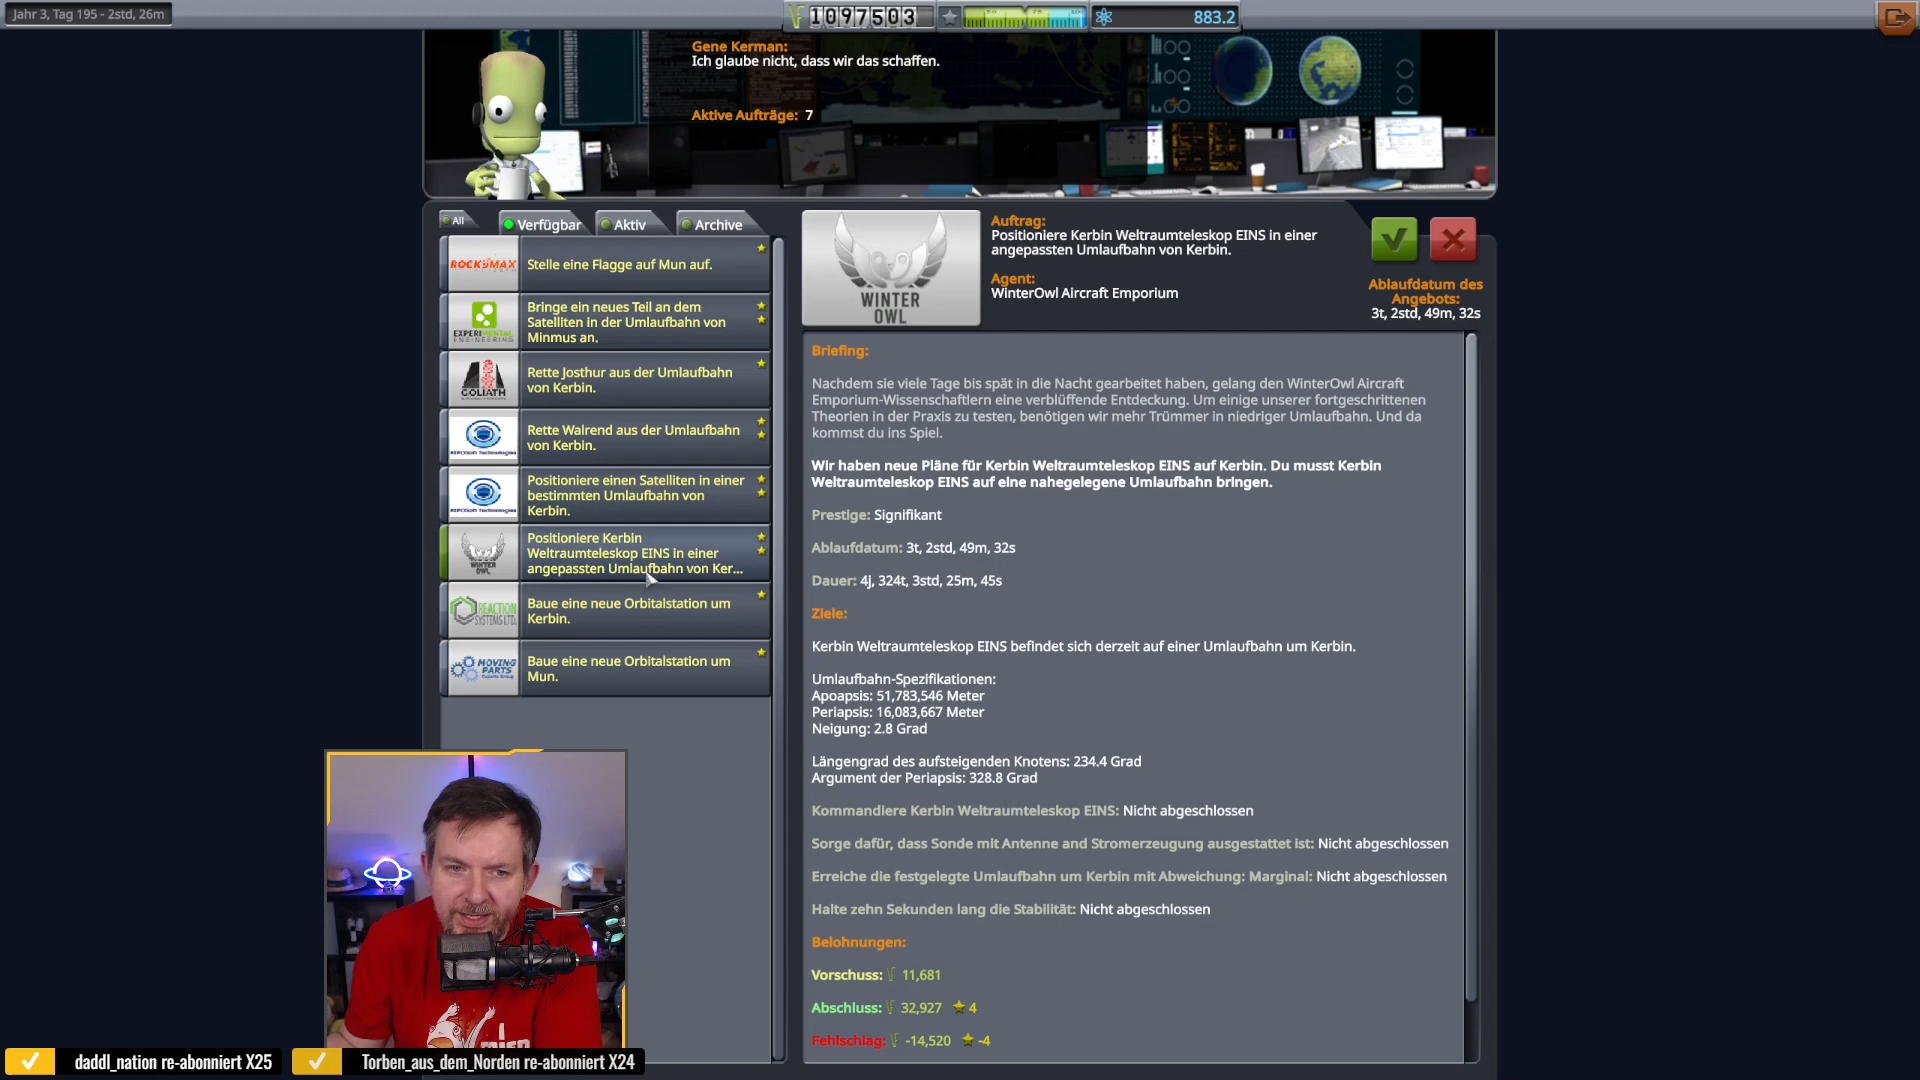 Jahr 3, Tag 195 - 2std, 26m
1097503
883.2
Gene Kerman:
Ich glaube nicht, dass wir das schaffen.
Aktive Aufträge: 7
All
Verfügbar
Aktiv
Archive
ROCKOMAX
Stelle eine Flagge auf Mun auf.
EXPERIMENTAL
ENGINEERING
Bringe ein neues Teil an dem
Satelliten in der Umlaufbahn von
Minmus an.
GOLIATH
Rette Josthur aus der Umlaufbahn
von Kerbin.
Rette Walrend aus der Umlaufbahn
von Kerbin.
Positioniere einen Satelliten in einer
bestimmten Umlaufbahn von
Kerbin.
WINTER
OWL
Positioniere Kerbin
Weltraumteleskop EINS in einer
angepassten Umlaufbahn von Ker...
REACTION
SYSTEMS LTD
Baue eine neue Orbitalstation um
Kerbin.
MOVING
PARTS
Baue eine neue Orbitalstation um
Mun.
WINTER
OWL
Auftrag:
Positioniere Kerbin Weltraumteleskop EINS in einer
angepassten Umlaufbahn von Kerbin.
Agent:
WinterOwl Aircraft Emporium
Ablaufdatum des
Angebots:
3t, 2std, 49m, 32s
Briefing:
Nachdem sie viele Tage bis spät in die Nacht gearbeitet haben, gelang den WinterOwl Aircraft
Emporium-Wissenschaftlern eine verblüffende Entdeckung. Um einige unserer fortgeschrittenen
Theorien in der Praxis zu testen, benötigen wir mehr Trümmer in niedriger Umlaufbahn. Und da
kommst du ins Spiel.
Wir haben neue Pläne für Kerbin Weltraumteleskop EINS auf Kerbin. Du musst Kerbin
Weltraumteleskop EINS auf eine nahegelegene Umlaufbahn bringen.
Prestige: Signifikant
Ablaufdatum: 3t, 2std, 49m, 32s
Dauer: 4j, 324t, 3std, 25m, 45s
Ziele:
Kerbin Weltraumteleskop EINS befindet sich derzeit auf einer Umlaufbahn um Kerbin.
Umlaufbahn-Spezifikationen:
Apoapsis: 51,783,546 Meter
Periapsis: 16,083,667 Meter
Neigung: 2.8 Grad
Längengrad des aufsteigenden Knotens: 234.4 Grad
Argument der Periapsis: 328.8 Grad
Kommandiere Kerbin Weltraumteleskop EINS: Nicht abgeschlossen
Sorge dafür, dass Sonde mit Antenne and Stromerzeugung ausgestattet ist: Nicht abgeschlossen
Erreiche die festgelegte Umlaufbahn um Kerbin mit Abweichung: Marginal: Nicht abgeschlossen
Halte zehn Sekunden lang die Stabilität: Nicht abgeschlossen
Belohnungen:
Vorschuss: 11,681
Abschluss: 32,927 4
Fehlschlag: -14,520 -4
daddl_nation re-abonniert X25
Torben_aus_dem_Norden re-abonniert X24